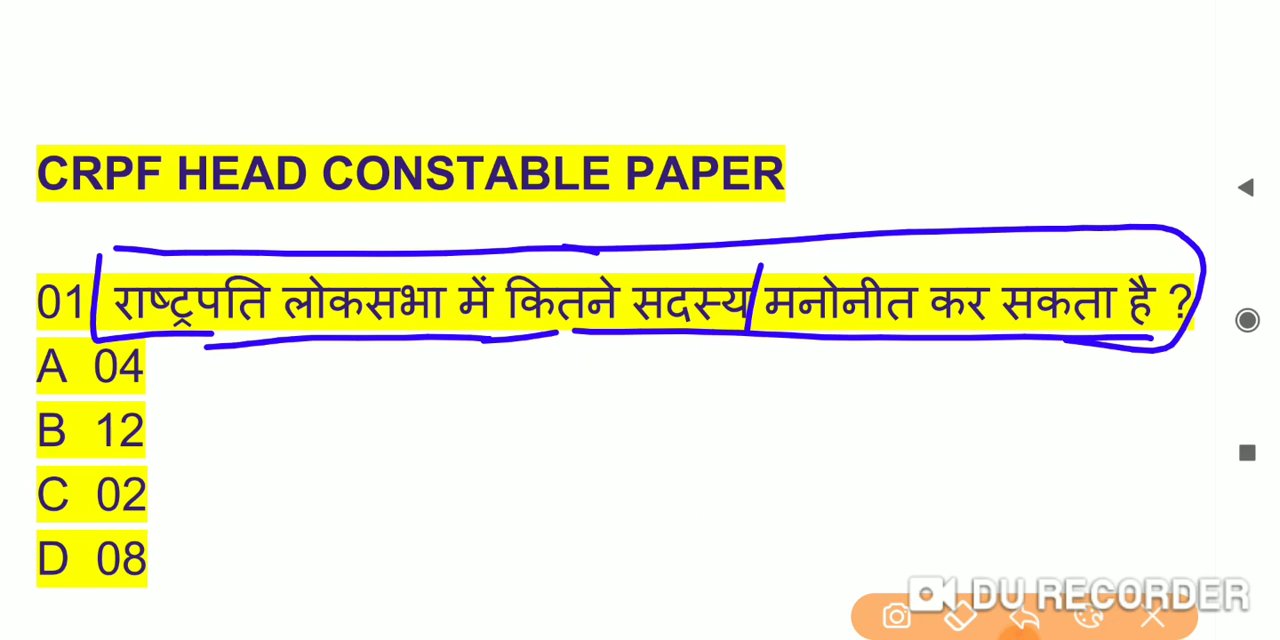 CRPF HEAD CONSTABLE PAPER
01 राष्ट्रपति लोकसभा में कितने सदस्य मनोनीत कर सकता है ?
A 04
B 12
C 02
D 08
DU RECORDER